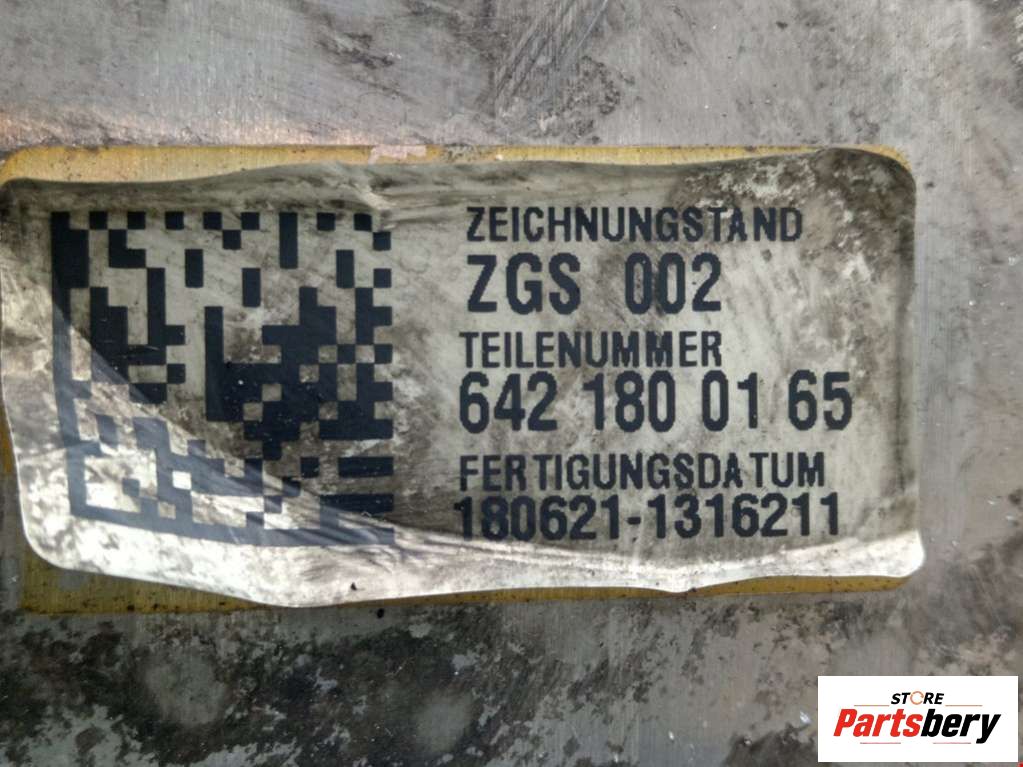 ZEICHNUNGSTAND
ZGS 002
TEILENUMMER
642 180 01 65
FERTIGUNGSDATUM
180621-1316211
STORE
Partsbery